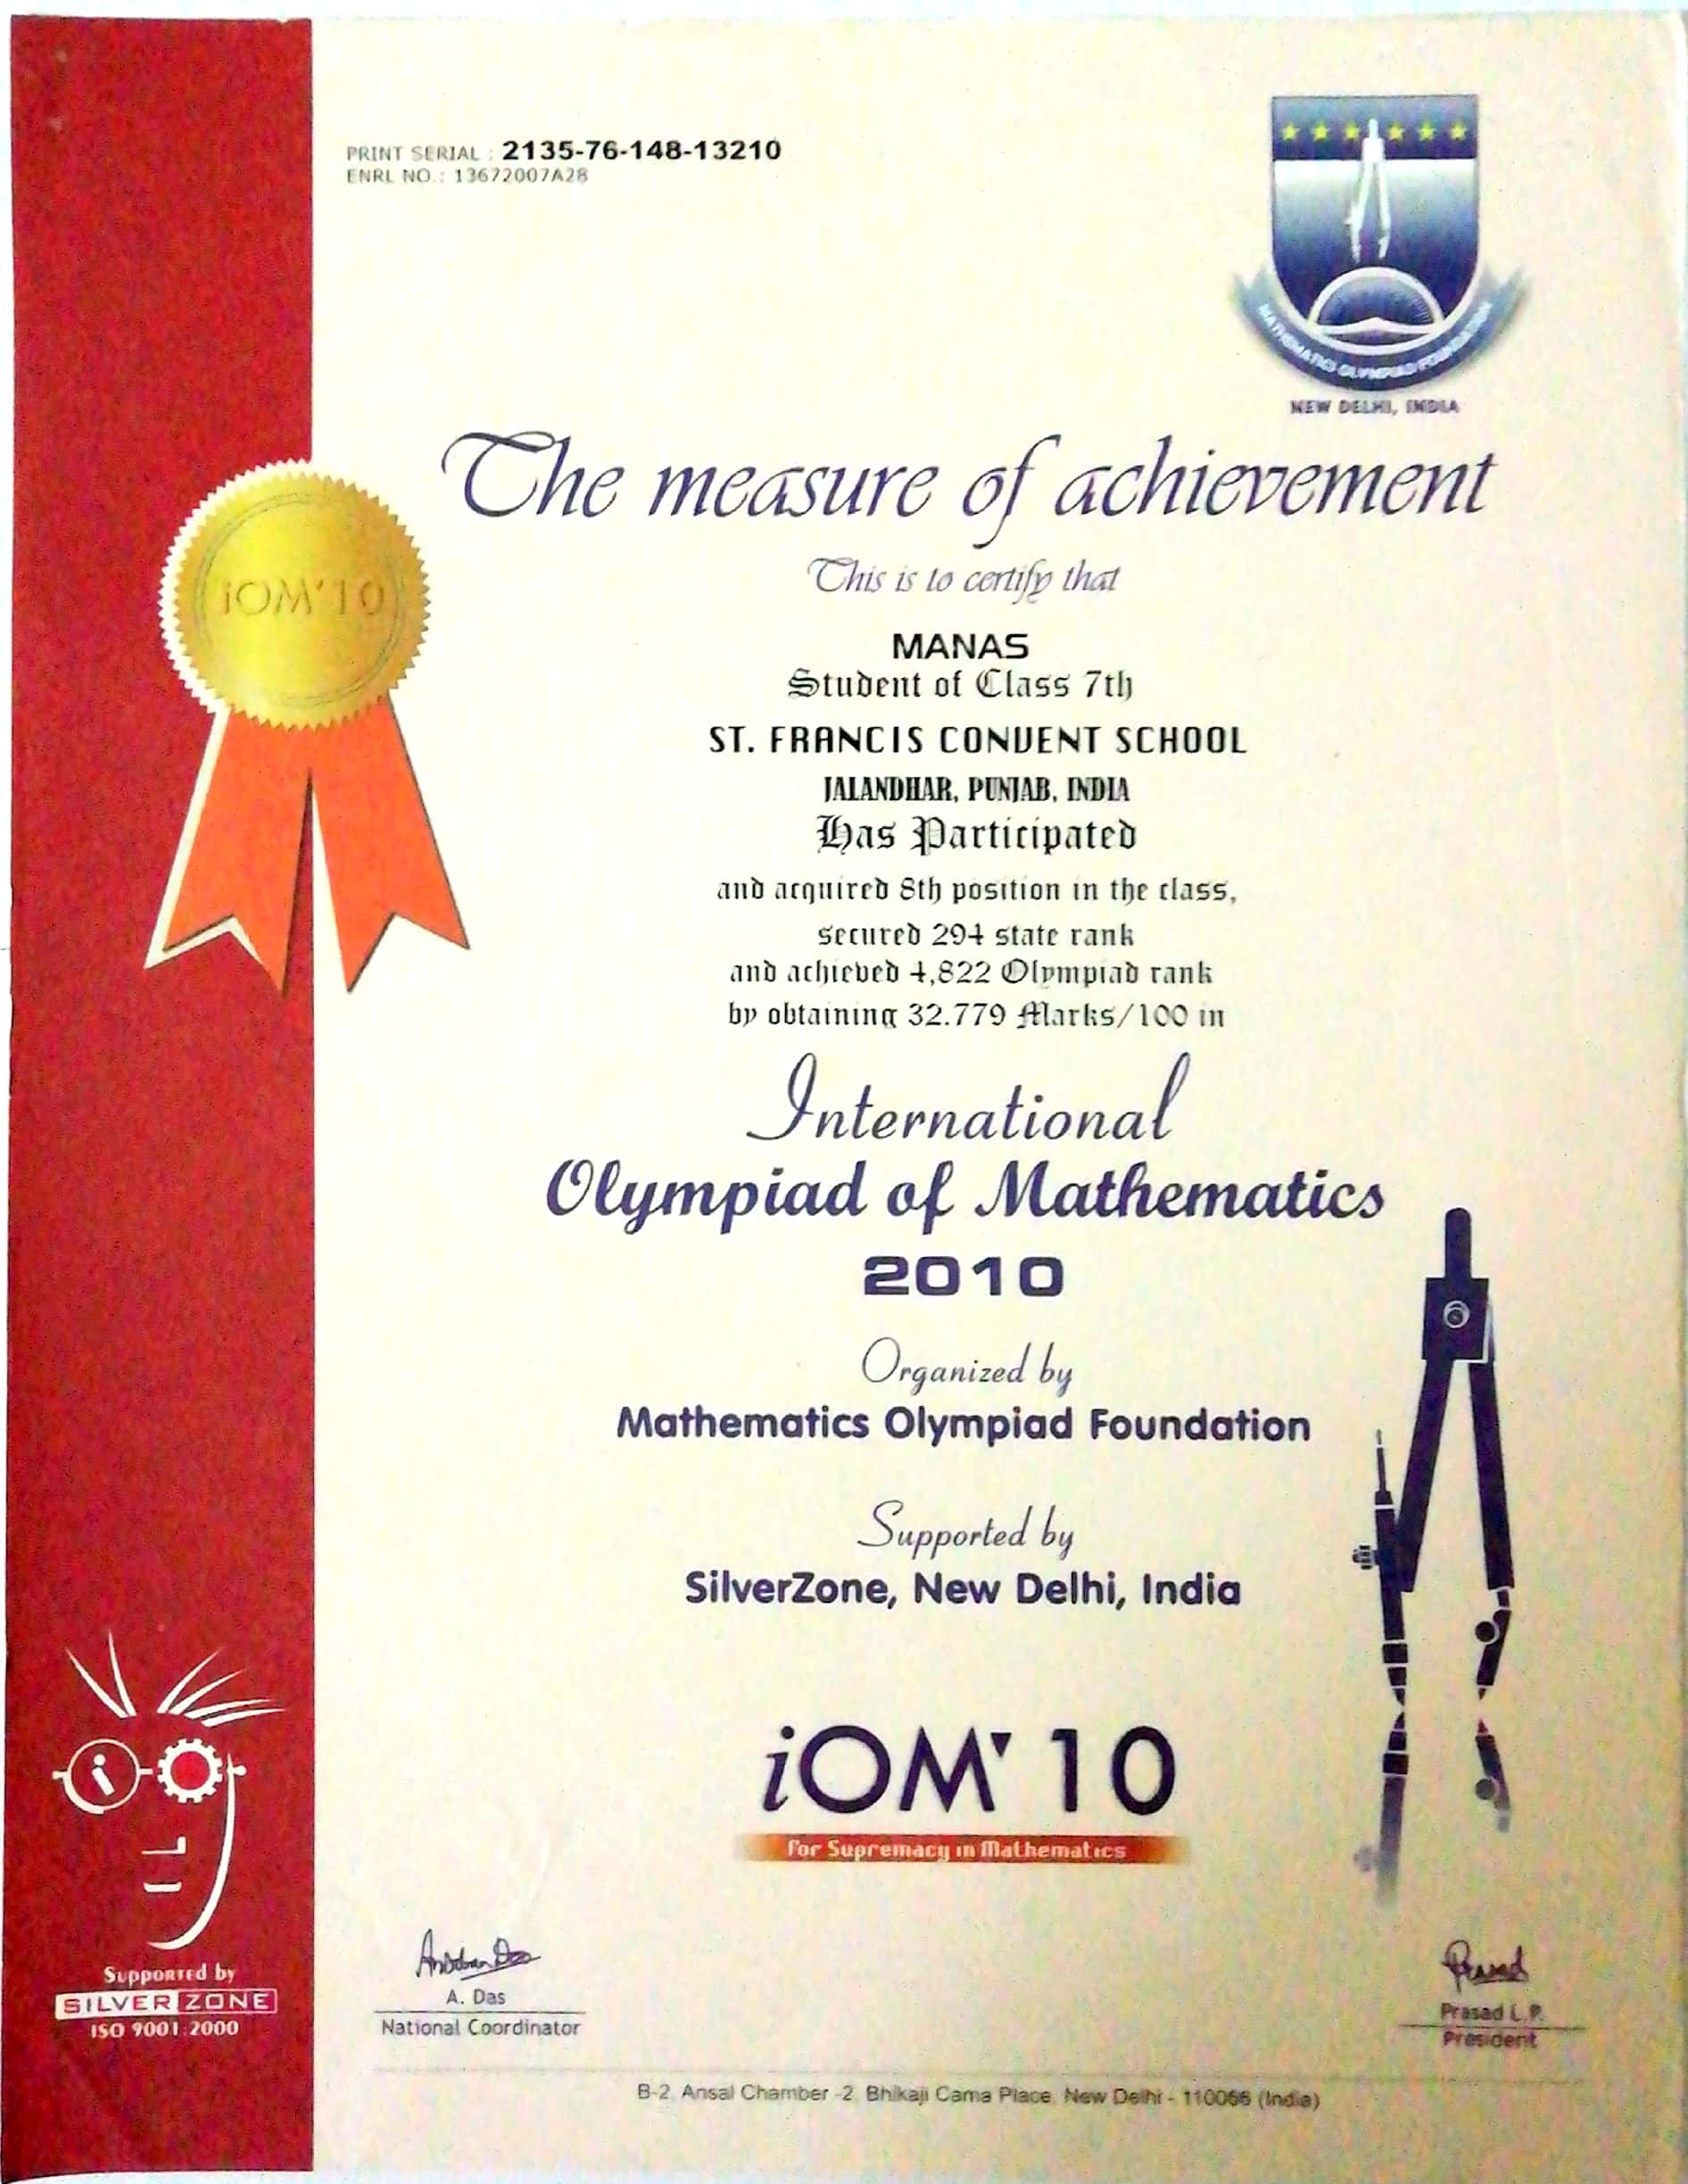 PRINT SERIAL : 2135-76-148-13210
ENRL NO.: 13672007A28
MATHEMATICS OLYMPIAD FOUNDATION
NEW DELHI, INDIA
The measure of achievement
iOM'10
This is to certify that
MANAS
Student of Class 7th
ST. FRANCIS CONVENT SCHOOL
JALANDHAR, PUNJAB, INDIA
Has Participated
and acquired 8th position in the class,
secured 294 state rank
and achieved 4,822 Olympiad rank
by obtaining 32.779 Marks/100 in
International
Olympiad of Mathematics
2010
Organized by
Mathematics Olympiad Foundation
Supported by
SilverZone, New Delhi, India
iOM'10
For Supremacy in Mathematics
Supported by
SILVER ZONE
ISO 9001:2000
A. Das
National Coordinator
Prasad
Prasad L.P.
President
B-2, Ansal Chamber -2, Bhikaji Cama Place, New Delhi - 110066 (India)